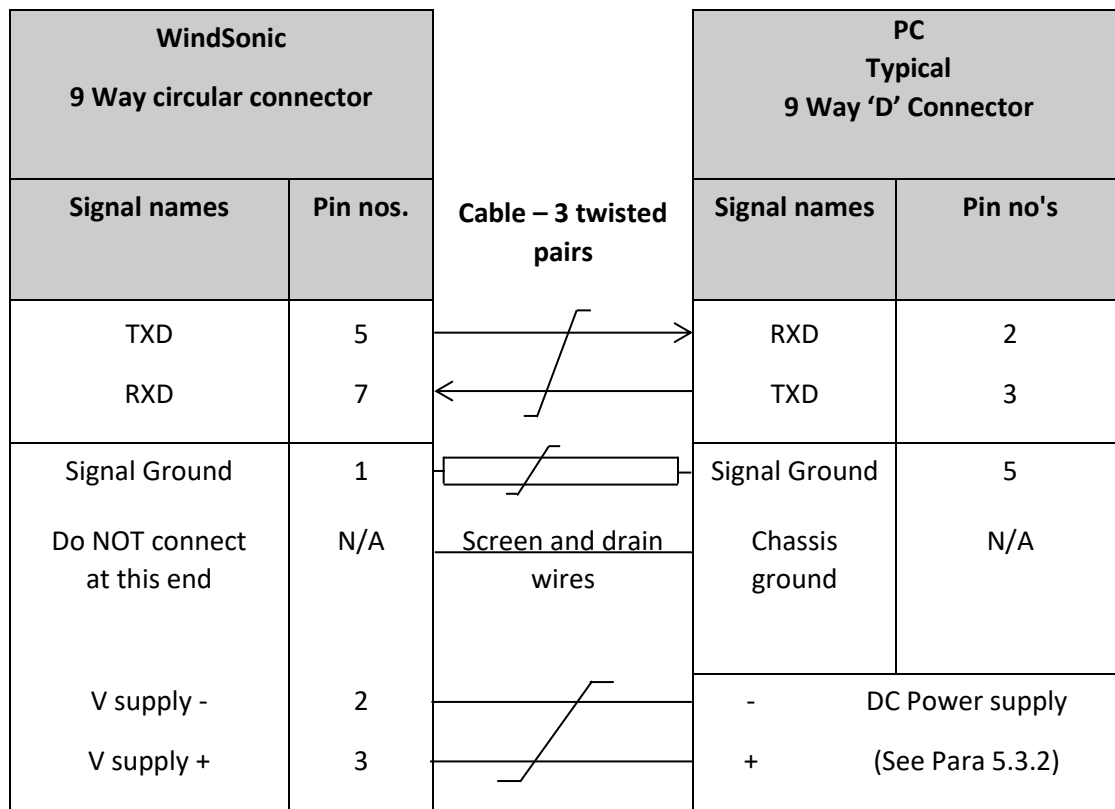 WindSonic
9 Way circular connector
PC
Typical
9 Way ‘D’ Connector
Signal names
Pin nos.
Cable – 3 twisted
pairs
Signal names
Pin no's
TXD 5 RXD 2
RXD 7 TXD 3
Signal Ground 1 Signal Ground 5
Do NOT connect
at this end
N/A
Screen and drain
wires
Chassis
ground
N/A
V supply - 2 - DC Power supply
V supply + 3 + (See Para 5.3.2)